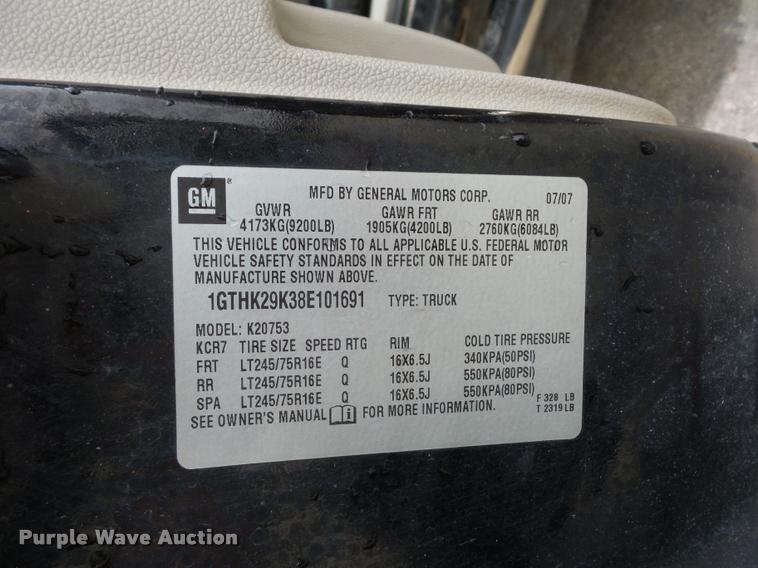 GM ® MFD BY GENERAL MOTORS CORP. 07/07
GVWR GAWR FRT GAWR RR
4173KG(9200LB) 1905KG(4200LB) 2760KG(6084LB)
THIS VEHICLE CONFORMS TO ALL APPLICABLE U.S. FEDERAL MOTOR
VEHICLE SAFETY STANDARDS IN EFFECT ON THE DATE OF
MANUFACTURE SHOWN ABOVE.
1GTHK29K38E101691 TYPE: TRUCK
MODEL: K20753
KCR7 TIRE SIZE SPEED RTG RIM COLD TIRE PRESSURE
FRT LT245/75R16E Q 16X6.5J 340KPA(50PSI)
RR LT245/75R16E Q 16X6.5J 550KPA(80PSI)
SPA LT245/75R16E Q 16X6.5J 550KPA(80PSI) F 328 LB
SEE OWNER'S MANUAL FOR MORE INFORMATION. T 2319 LB
Purple Wave Auction